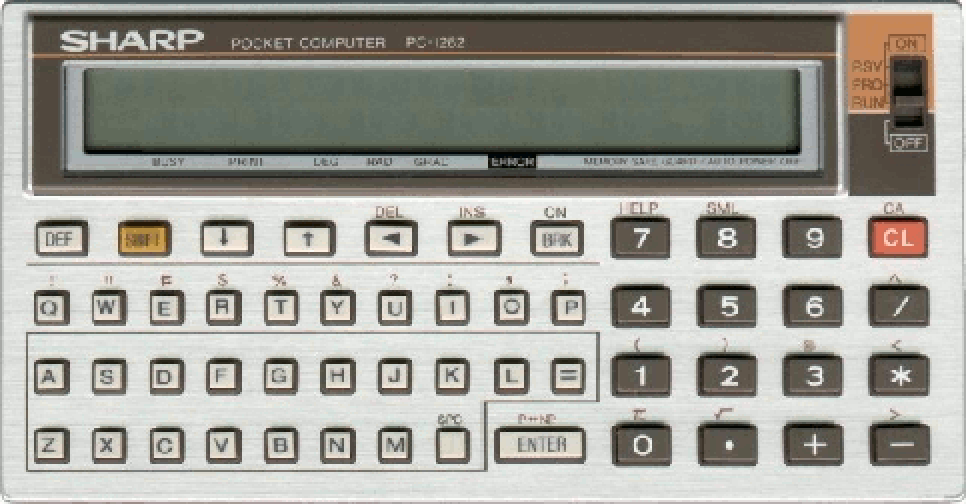 SHARP POCKET COMPUTER PC-1262
ON
RSV
PRO
RUN
OFF
BUSY PRINT DEG RAD GRAD ERROR MEMORY SAFE GUARD / AUTO POWER OFF
DEL INS ON HELP SML CA
DEF SHIFT ↓ ↑ ◄ ► BRK 7 8 9 CL
! " # $ % & ? : , ; ^
Q W E R T Y U I O P 4 5 6 /
( ) @ <
A S D F G H J K L = 1 2 3 *
SPC P↔NP π √ >
Z X C V B N M ENTER 0 • + −